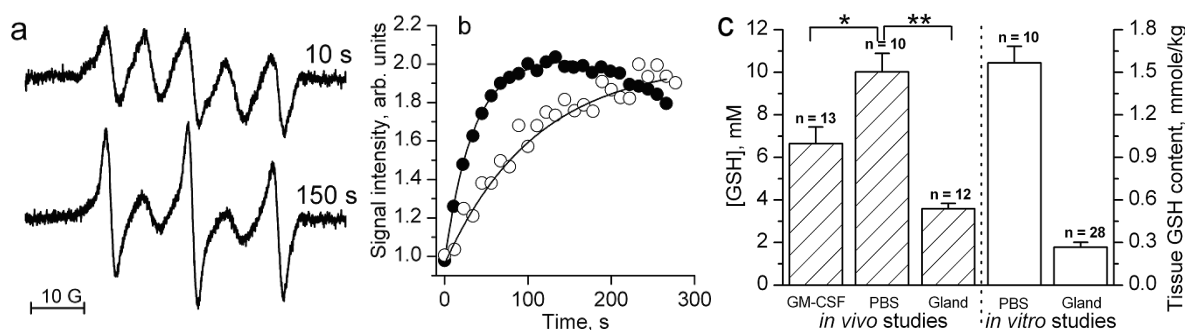 a
10 s
150 s
10 G
b
Signal intensity, arb. units
2.2
2.0
1.8
1.6
1.4
1.2
1.0
0
100
200
300
Time, s
c
[GSH], mM
12
10
8
6
4
2
0
*
**
n = 13
n = 10
n = 12
n = 10
n = 28
GM-CSF
PBS
Gland
PBS
Gland
in vivo studies
in vitro studies
1.8
1.5
1.2
0.9
0.6
0.3
0.0
Tissue GSH content, mmole/kg